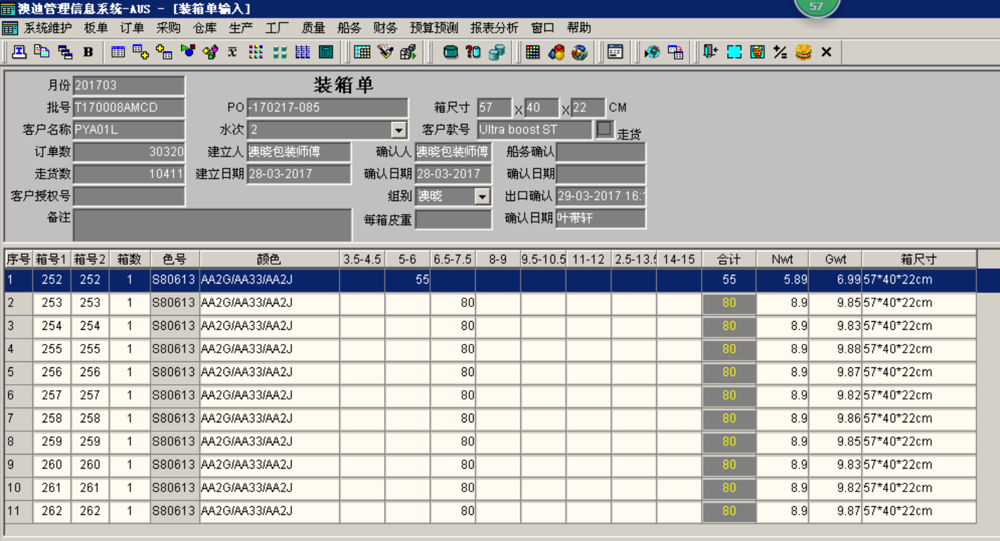 57
澳迪管理信息系统-AUS - [装箱单输入]
系统维护 板单 订单 采购 仓库 生产 工厂 质量 船务 财务 预算预测 报表分析 窗口 帮助
月份 201703 装箱单
批号 T170008AMCD PO -170217-085 箱尺寸 57 X 40 X 22 CM
客户名称 PYA01L 水次 2 客户款号 Ultra boost ST 走货
订单数 30320 建立人 澳晓包装师傅 确认人 澳晓包装师傅 船务确认
走货数 10411 建立日期 28-03-2017 确认日期 28-03-2017 确认日期
客户授权号 组别 澳晓 出口确认 29-03-2017 16:
备注 每箱皮重 确认日期 叶带轩
序号 箱号1 箱号2 箱数 色号 颜色 3.5-4.5 5-6 6.5-7.5 8-9 9.5-10.5 11-12 2.5-13. 14-15 合计 Nwt Gwt 箱尺寸
1 252 252 1 S80613 AA2G/AA33/AA2J 55 55 5.89 6.99 57*40*22cm
2 253 253 1 S80613 AA2G/AA33/AA2J 80 80 8.9 9.85 57*40*22cm
3 254 254 1 S80613 AA2G/AA33/AA2J 80 80 8.9 9.83 57*40*22cm
4 255 255 1 S80613 AA2G/AA33/AA2J 80 80 8.9 9.88 57*40*22cm
5 256 256 1 S80613 AA2G/AA33/AA2J 80 80 8.9 9.87 57*40*22cm
6 257 257 1 S80613 AA2G/AA33/AA2J 80 80 8.9 9.82 57*40*22cm
7 258 258 1 S80613 AA2G/AA33/AA2J 80 80 8.9 9.86 57*40*22cm
8 259 259 1 S80613 AA2G/AA33/AA2J 80 80 8.9 9.85 57*40*22cm
9 260 260 1 S80613 AA2G/AA33/AA2J 80 80 8.9 9.83 57*40*22cm
10 261 261 1 S80613 AA2G/AA33/AA2J 80 80 8.9 9.82 57*40*22cm
11 262 262 1 S80613 AA2G/AA33/AA2J 80 80 8.9 9.87 57*40*22cm